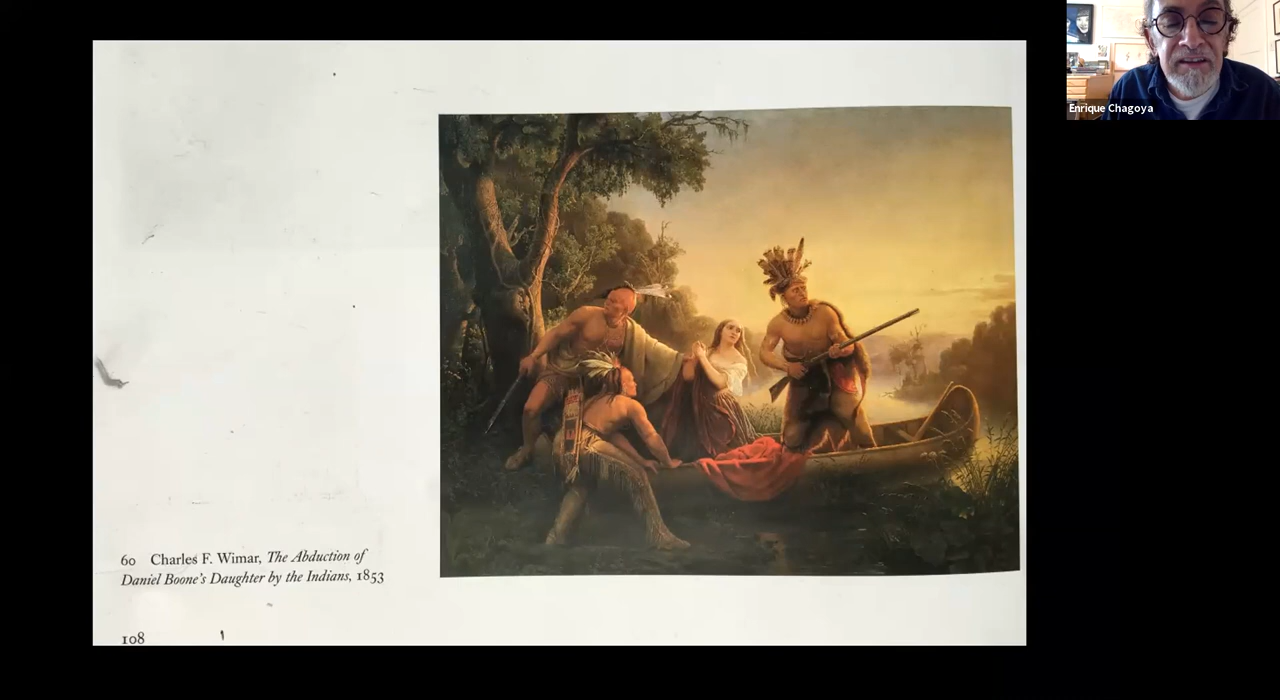 Enrique Chagoya
60 Charles F. Wimar, The Abduction of
Daniel Boone's Daughter by the Indians, 1853
108